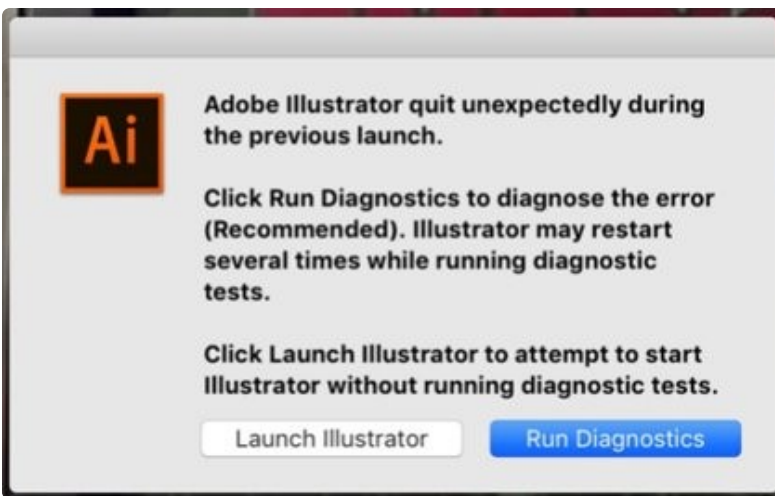 Ai
Adobe Illustrator quit unexpectedly during
the previous launch.
Click Run Diagnostics to diagnose the error
(Recommended). Illustrator may restart
several times while running diagnostic
tests.
Click Launch Illustrator to attempt to start
Illustrator without running diagnostic tests.
Launch Illustrator
Run Diagnostics